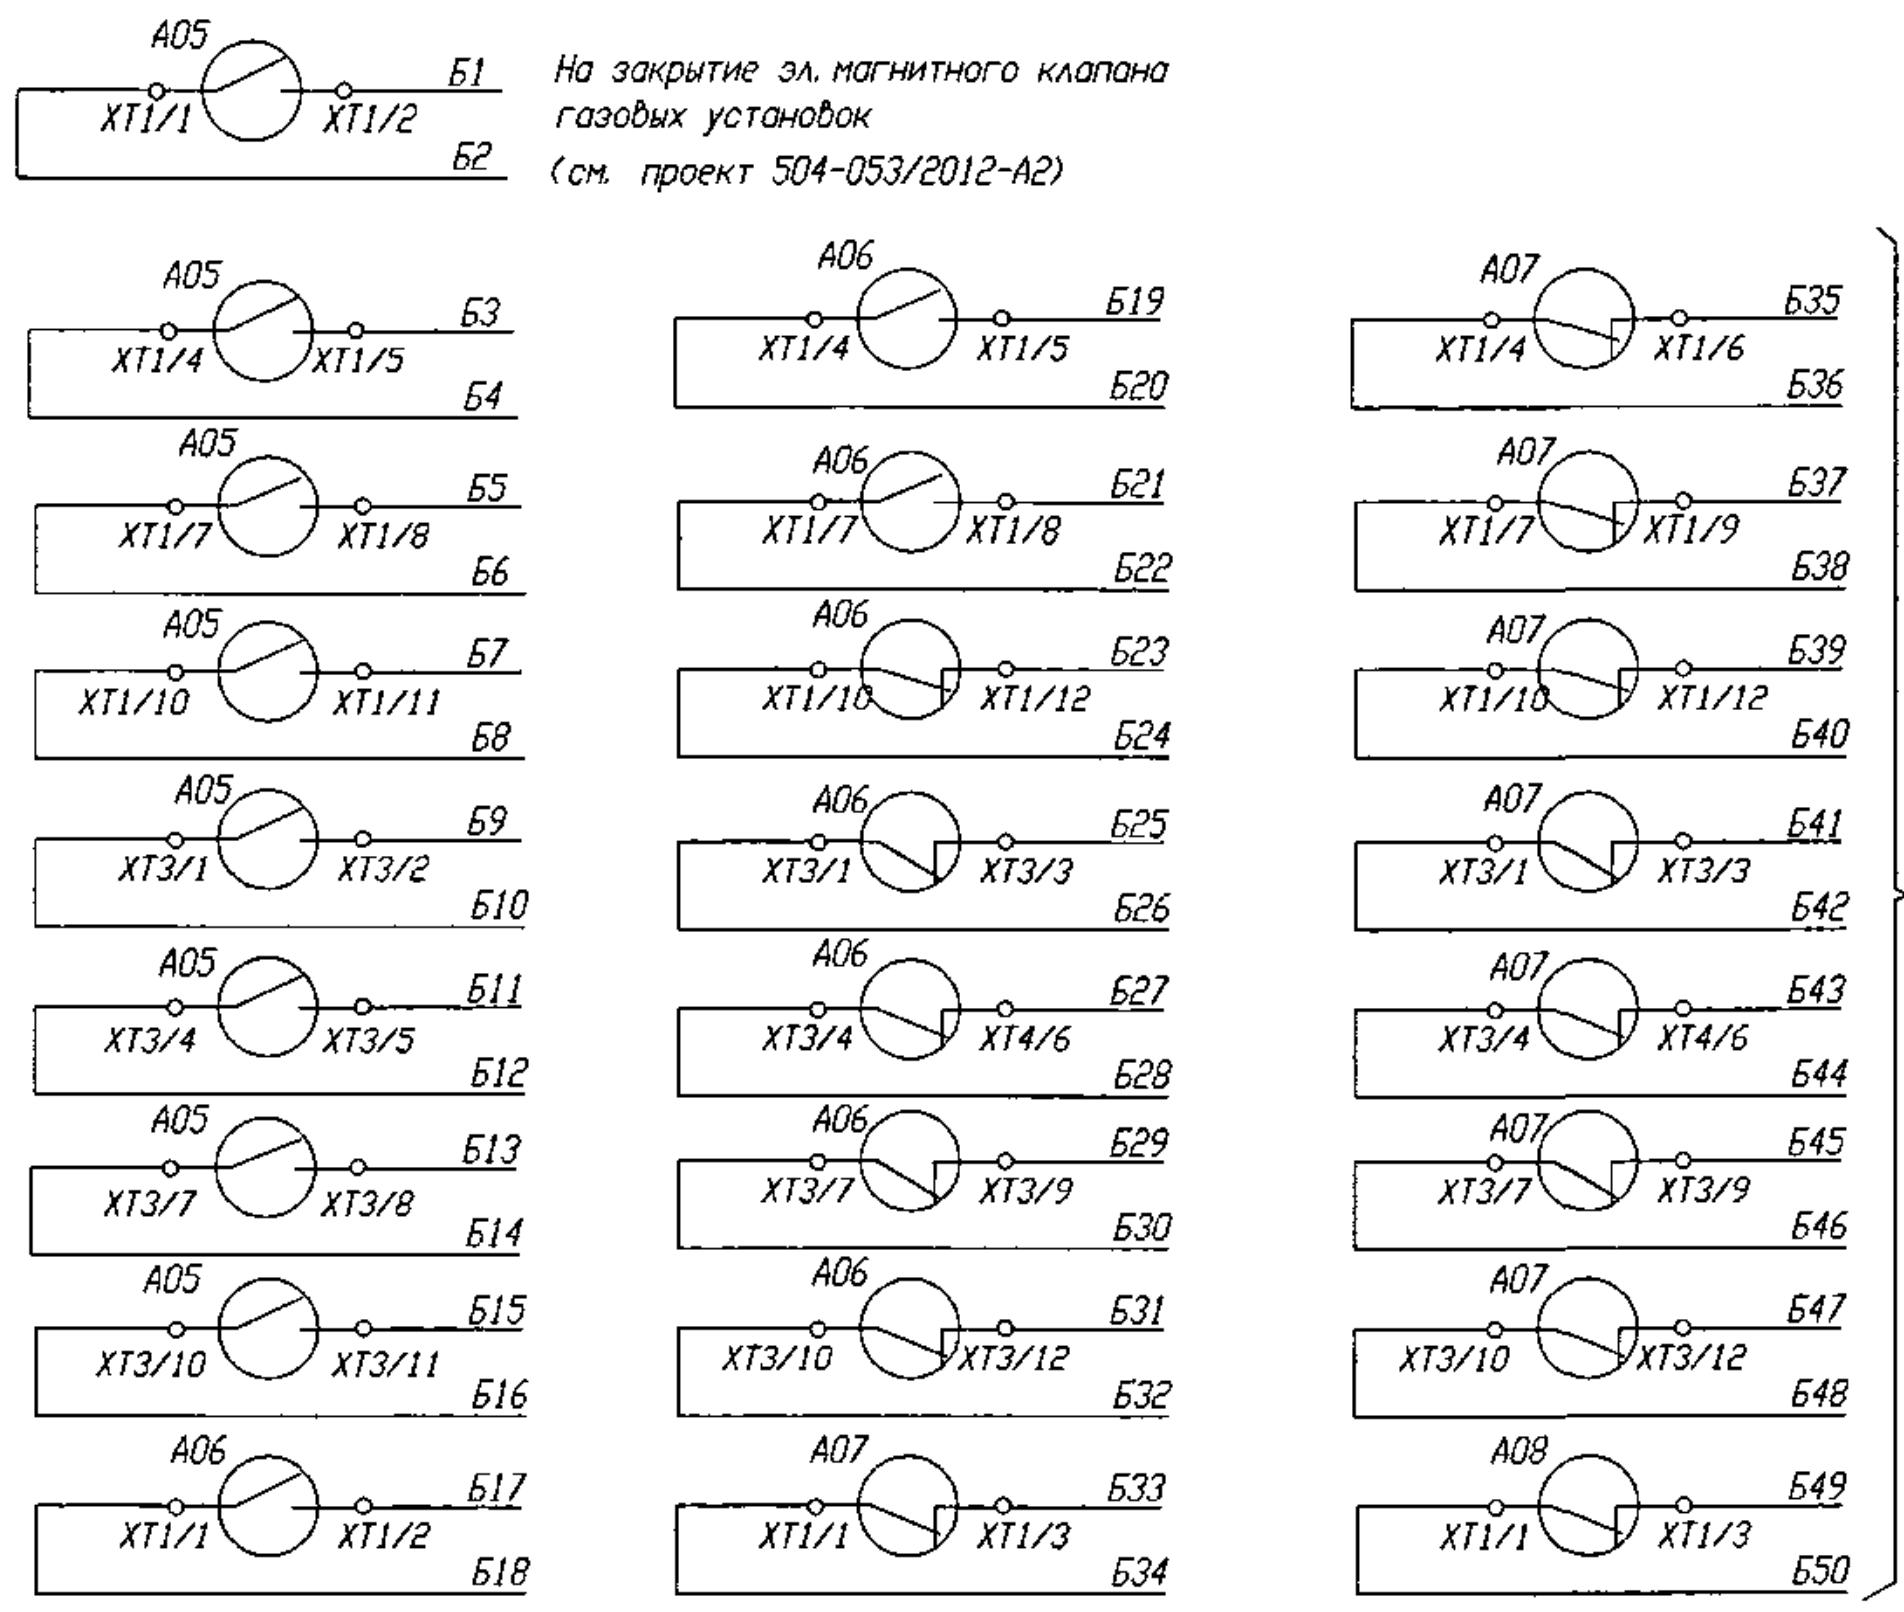 А05
Б1
ХТ1/1
ХТ1/2
Б2
На закрытие эл. магнитного клапана
газовых установок
(см. проект 504-053/2012-А2)
А05
Б3
ХТ1/4
ХТ1/5
Б4
А05
Б5
ХТ1/7
ХТ1/8
Б6
А05
Б7
ХТ1/10
ХТ1/11
Б8
А05
Б9
ХТ3/1
ХТ3/2
Б10
А05
Б11
ХТ3/4
ХТ3/5
Б12
А05
Б13
ХТ3/7
ХТ3/8
Б14
А05
Б15
ХТ3/10
ХТ3/11
Б16
А06
Б17
ХТ1/1
ХТ1/2
Б18
А06
Б19
ХТ1/4
ХТ1/5
Б20
А06
Б21
ХТ1/7
ХТ1/8
Б22
А06
Б23
ХТ1/10
ХТ1/12
Б24
А06
Б25
ХТ3/1
ХТ3/3
Б26
А06
Б27
ХТ3/4
ХТ4/6
Б28
А06
Б29
ХТ3/7
ХТ3/9
Б30
А06
Б31
ХТ3/10
ХТ3/12
Б32
А07
Б33
ХТ1/1
ХТ1/3
Б34
А07
Б35
ХТ1/4
ХТ1/6
Б36
А07
Б37
ХТ1/7
ХТ1/9
Б38
А07
Б39
ХТ1/10
ХТ1/12
Б40
А07
Б41
ХТ3/1
ХТ3/3
Б42
А07
Б43
ХТ3/4
ХТ4/6
Б44
А07
Б45
ХТ3/7
ХТ3/9
Б46
А07
Б47
ХТ3/10
ХТ3/12
Б48
А08
Б49
ХТ1/1
ХТ1/3
Б50